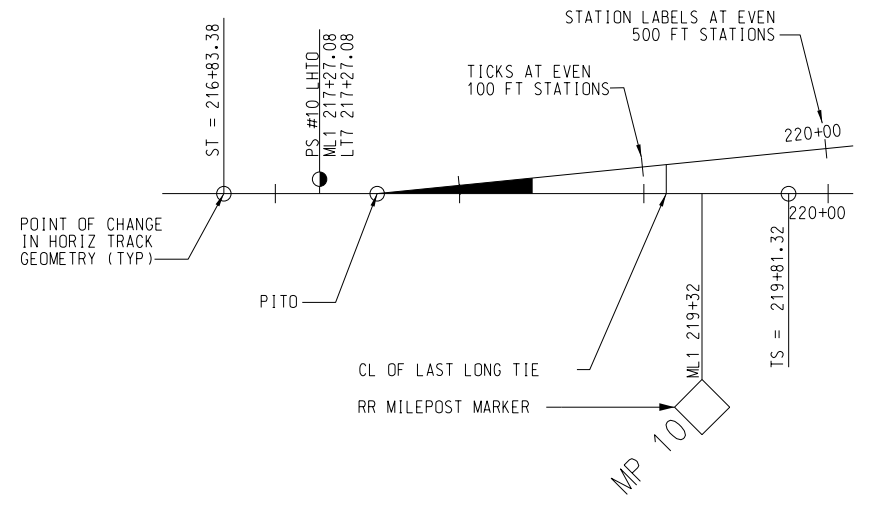 STATION LABELS AT EVEN
500 FT STATIONS
TICKS AT EVEN
100 FT STATIONS
ST = 216+83.38
PS #10 LHTO
ML1 217+27.08
LT7 217+27.08
220+00
220+00
POINT OF CHANGE
IN HORIZ TRACK
GEOMETRY (TYP)
PITO
ML1 219+32
TS = 219+81.32
CL OF LAST LONG TIE
RR MILEPOST MARKER
MP 10